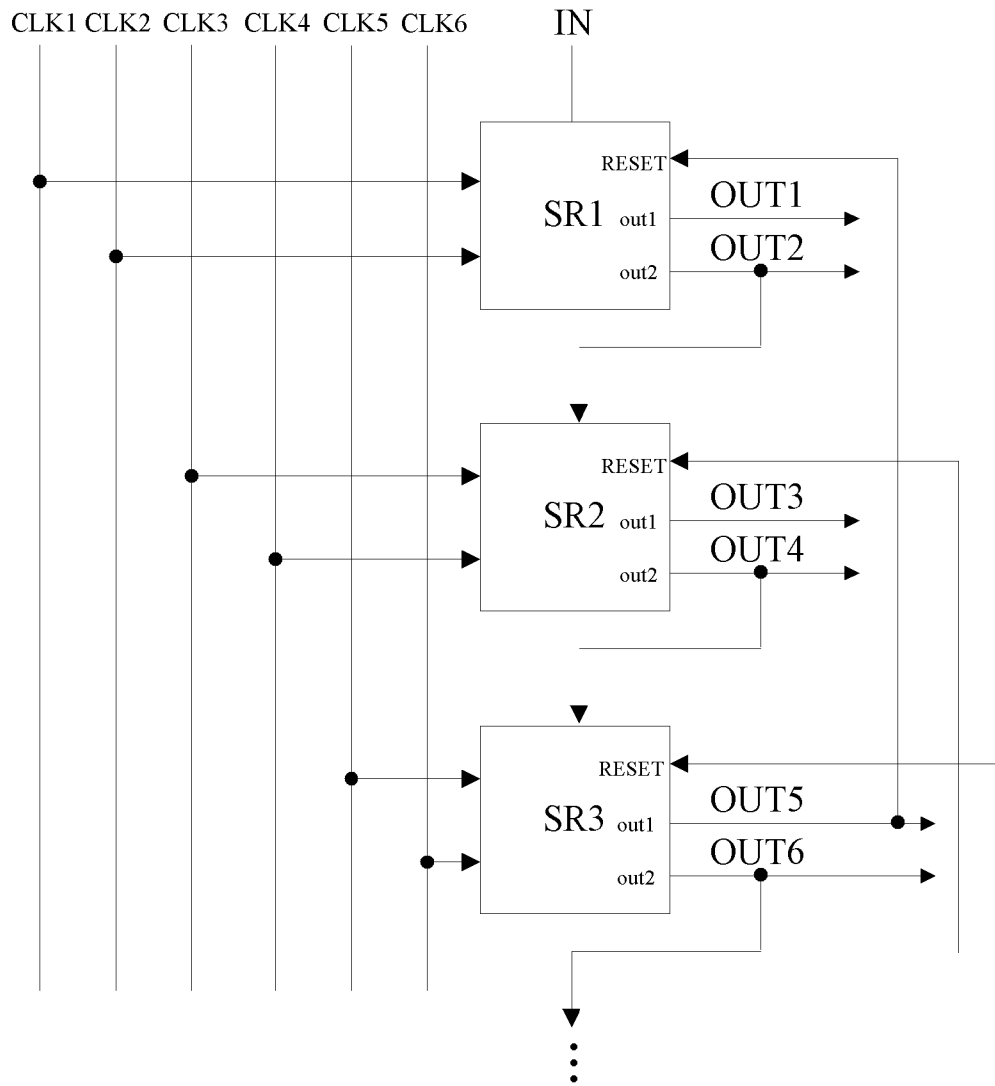 CLK1 CLK2 CLK3 CLK4 CLK5 CLK6 IN
RESET
SR1 out1 OUT1
out2 OUT2
RESET
SR2 out1 OUT3
out2 OUT4
RESET
SR3 out1 OUT5
out2 OUT6